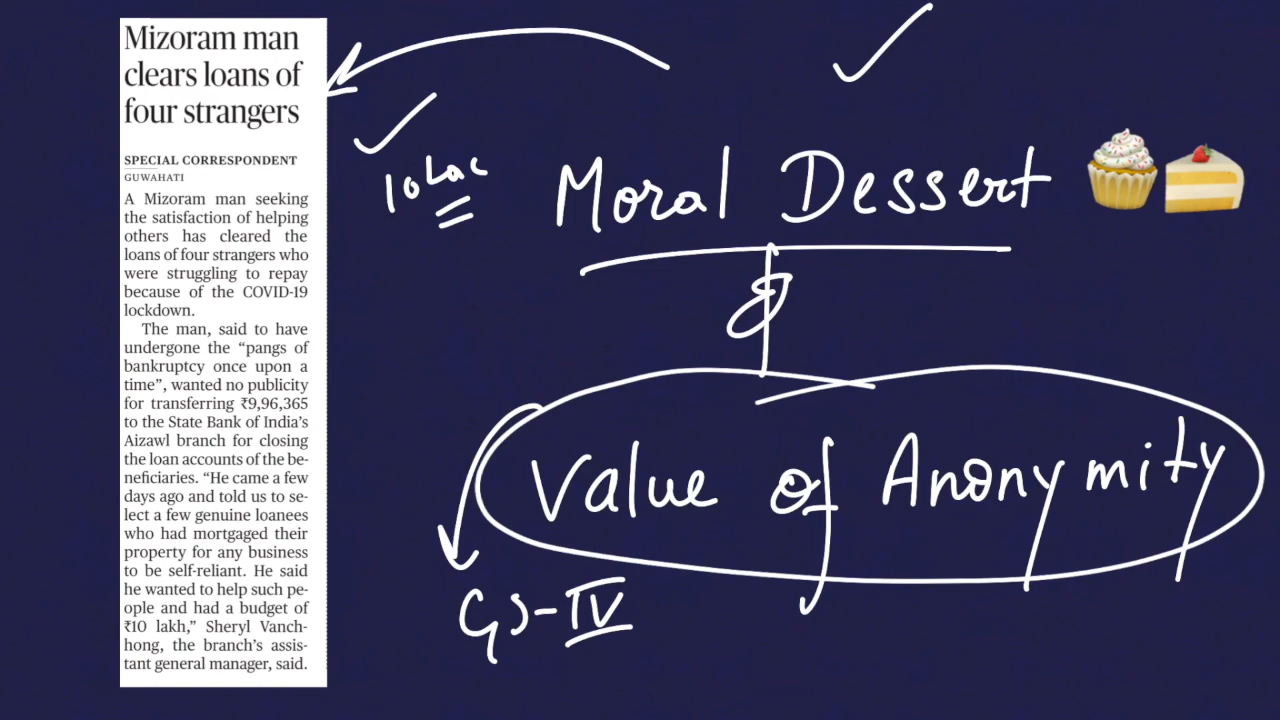 Mizoram man
clears loans of
four strangers
SPECIAL CORRESPONDENT
GUWAHATI
A Mizoram man seeking
the satisfaction of helping
others has cleared the
loans of four strangers who
were struggling to repay
because of the COVID-19
lockdown.
The man, said to have
undergone the “pangs of
bankruptcy once upon a
time”, wanted no publicity
for transferring ₹9,96,365
to the State Bank of India’s
Aizawl branch for closing
the loan accounts of the be-
neficiaries. “He came a few
days ago and told us to se-
lect a few genuine loanees
who had mortgaged their
property for any business
to be self-reliant. He said
he wanted to help such pe-
ople and had a budget of
₹10 lakh,” Sheryl Vanch-
hong, the branch’s assis-
tant general manager, said.
10 Lac
Moral Dessert
&
Value of Anonymity
GS-IV